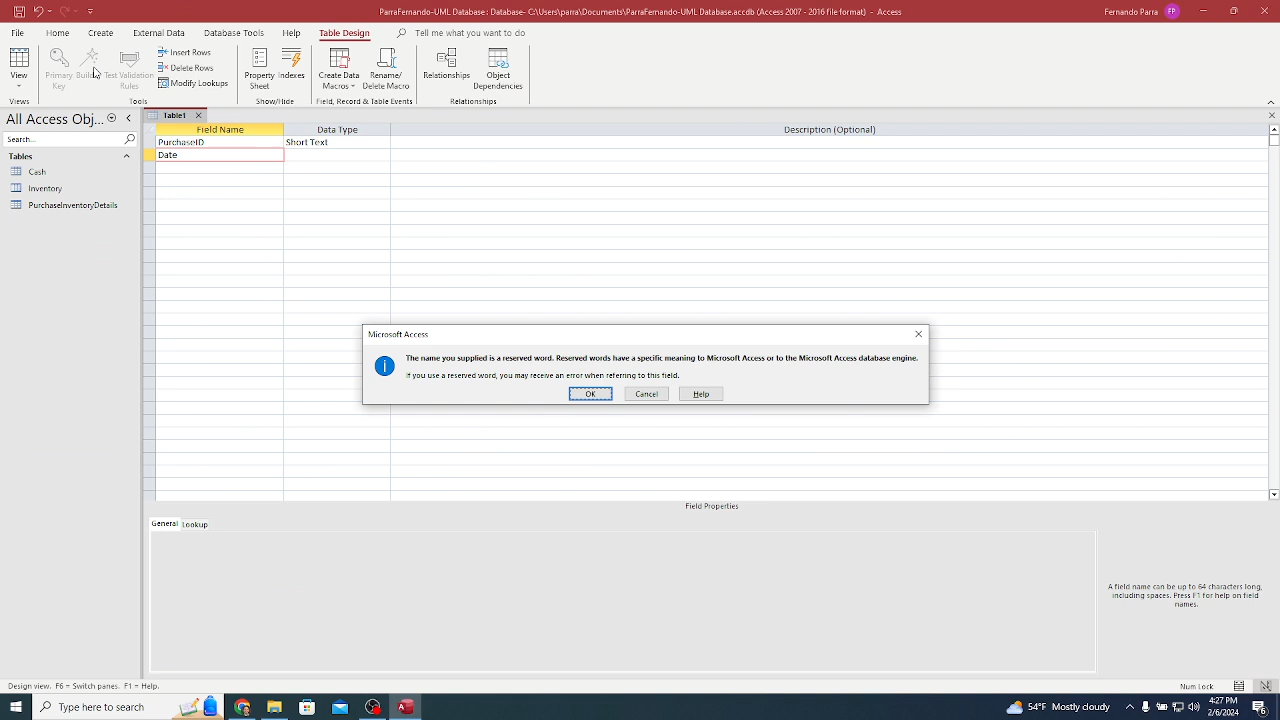 ParraFernando-UML Database : Database- C:\users\parra\Documents\ParraFernando-UML Database.accdb (Access 2007 - 2016 file format) - Access
Fernando Parra FP
File Home Create External Data Database Tools Help Table Design Tell me what you want to do
View
Primary Key
Builder
Test Validation Rules
Insert Rows
Delete Rows
Modify Lookups
Property Sheet
Indexes
Create Data Macros
Rename/ Delete Macro
Relationships
Object Dependencies
Views Tools Show/Hide Field, Record & Table Events Relationships
All Access Obj...
Search...
Tables
Cash
Inventory
PurchaseInventoryDetails
Table1
Field Name Data Type Description (Optional)
PurchaseID Short Text
Date
Microsoft Access
The name you supplied is a reserved word. Reserved words have a specific meaning to Microsoft Access or to the Microsoft Access database engine.
If you use a reserved word, you may receive an error when referring to this field.
OK Cancel Help
Field Properties
General Lookup
A field name can be up to 64 characters long,
including spaces. Press F1 for help on field
names.
Design view. F6 = Switch panes. F1 = Help.
Num Lock
Type here to search
54°F Mostly cloudy
4:27 PM
2/6/2024
6